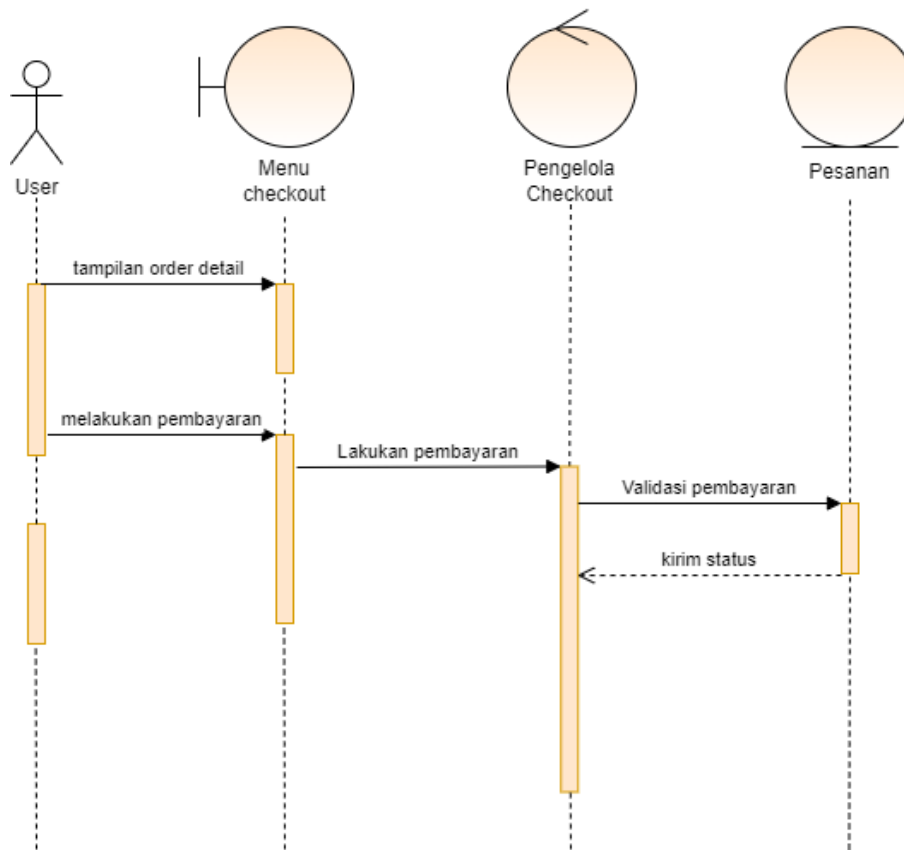 User
Menu
checkout
Pengelola
Checkout
Pesanan
tampilan order detail
melakukan pembayaran
Lakukan pembayaran
Validasi pembayaran
kirim status